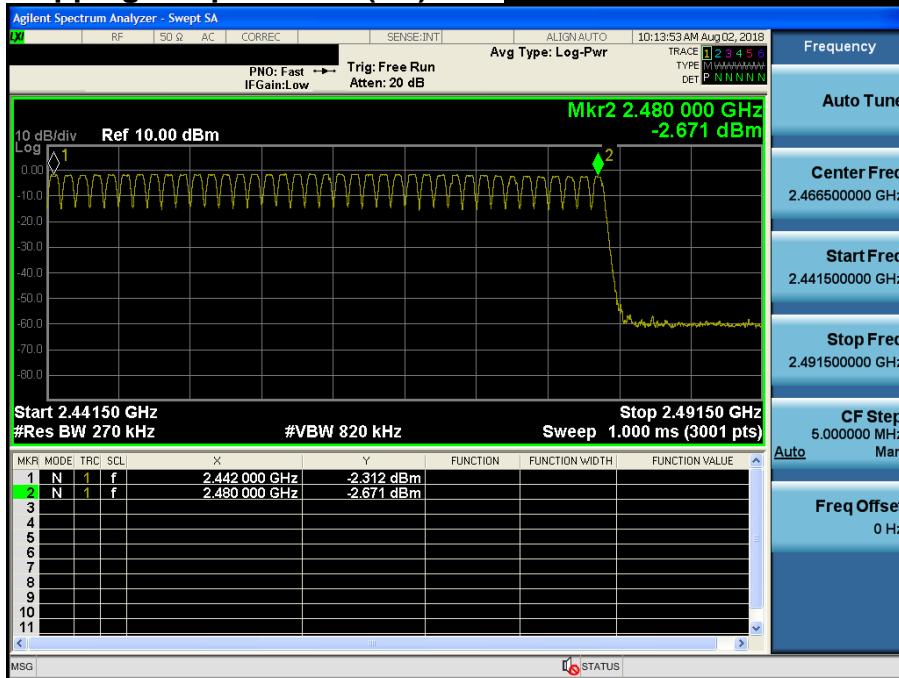 Agilent Spectrum Analyzer - Swept SA
LXI RF 50 Ω AC CORREC SENSE:INT ALIGN AUTO 10:13:53 AM Aug 02, 2018
Avg Type: Log-Pwr TRACE 1 2 3 4 5 6
PNO: Fast Trig: Free Run TYPE M
IFGain:Low Atten: 20 dB DET P N N N N N
Frequency
Mkr2 2.480 000 GHz
10 dB/div Ref 10.00 dBm -2.671 dBm
Log
1
2
0.00
-10.0
-20.0
-30.0
-40.0
-50.0
-60.0
-70.0
-80.0
Start 2.44150 GHz Stop 2.49150 GHz
#Res BW 270 kHz #VBW 820 kHz Sweep 1.000 ms (3001 pts)
MKR MODE TRC SCL X Y FUNCTION FUNCTION WIDTH FUNCTION VALUE
1 N 1 f 2.442 000 GHz -2.312 dBm
2 N 1 f 2.480 000 GHz -2.671 dBm
3
4
5
6
7
8
9
10
11
MSG STATUS
Auto Tune
Center Freq
2.466500000 GHz
Start Freq
2.441500000 GHz
Stop Freq
2.491500000 GHz
CF Step
5.000000 MHz
Auto Man
Freq Offset
0 Hz